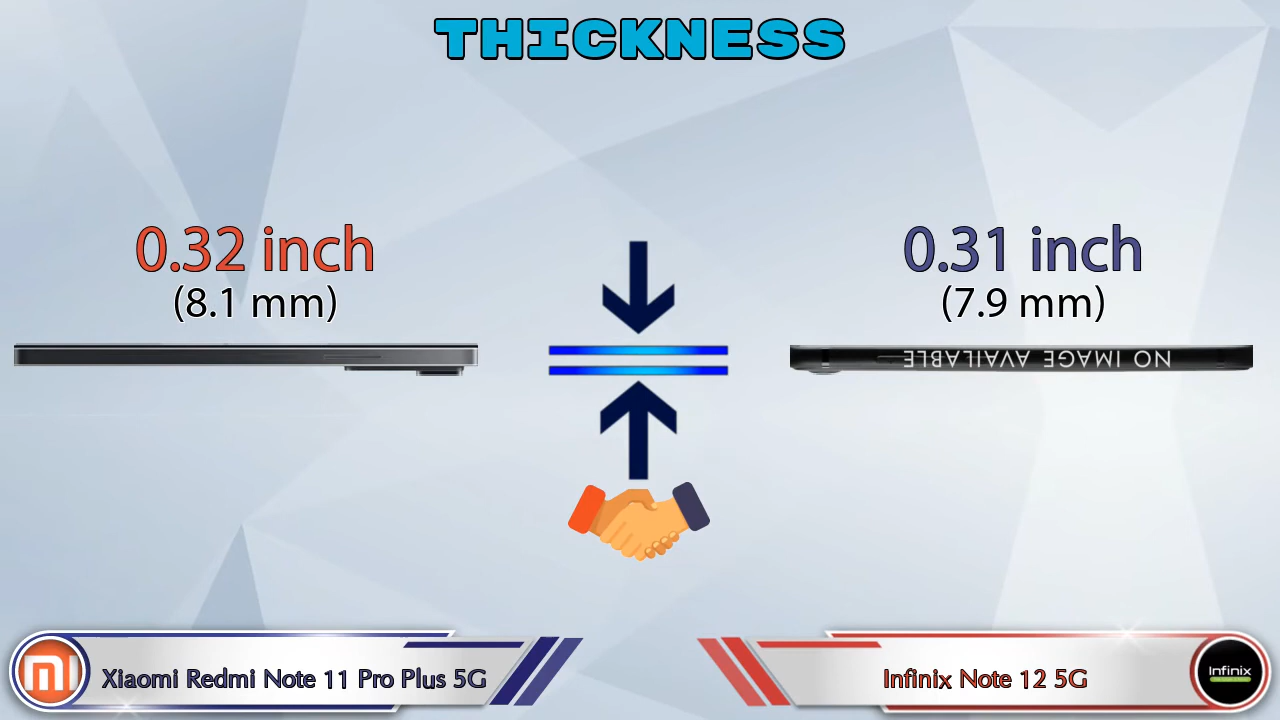 THICKNESS
0.32 inch
(8.1 mm)
0.31 inch
(7.9 mm)
NO IMAGE AVAILABLE
mi
Xiaomi Redmi Note 11 Pro Plus 5G
Infinix Note 12 5G
Infinix